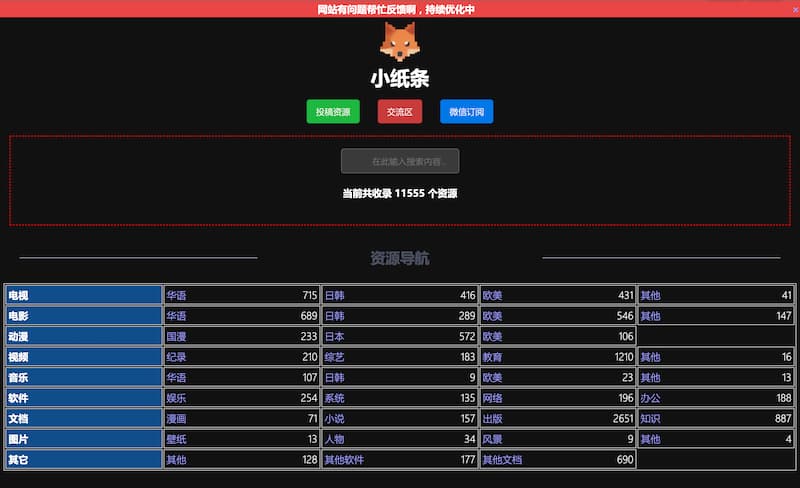 网站有问题帮忙反馈啊，持续优化中 ×
小纸条
投稿资源 交流区 微信订阅
在此输入搜索内容..
当前共收录 11555 个资源
资源导航
电视 华语 715 日韩 416 欧美 431 其他 41
电影 华语 689 日韩 289 欧美 546 其他 147
动漫 国漫 233 日本 572 欧美 106
视频 纪录 210 综艺 183 教育 1210 其他 16
音乐 华语 107 日韩 9 欧美 23 其他 13
软件 娱乐 254 系统 135 网络 196 办公 188
文档 漫画 71 小说 157 出版 2651 知识 887
图片 壁纸 13 人物 34 风景 9 其他 4
其它 其他 128 其他软件 177 其他文档 690